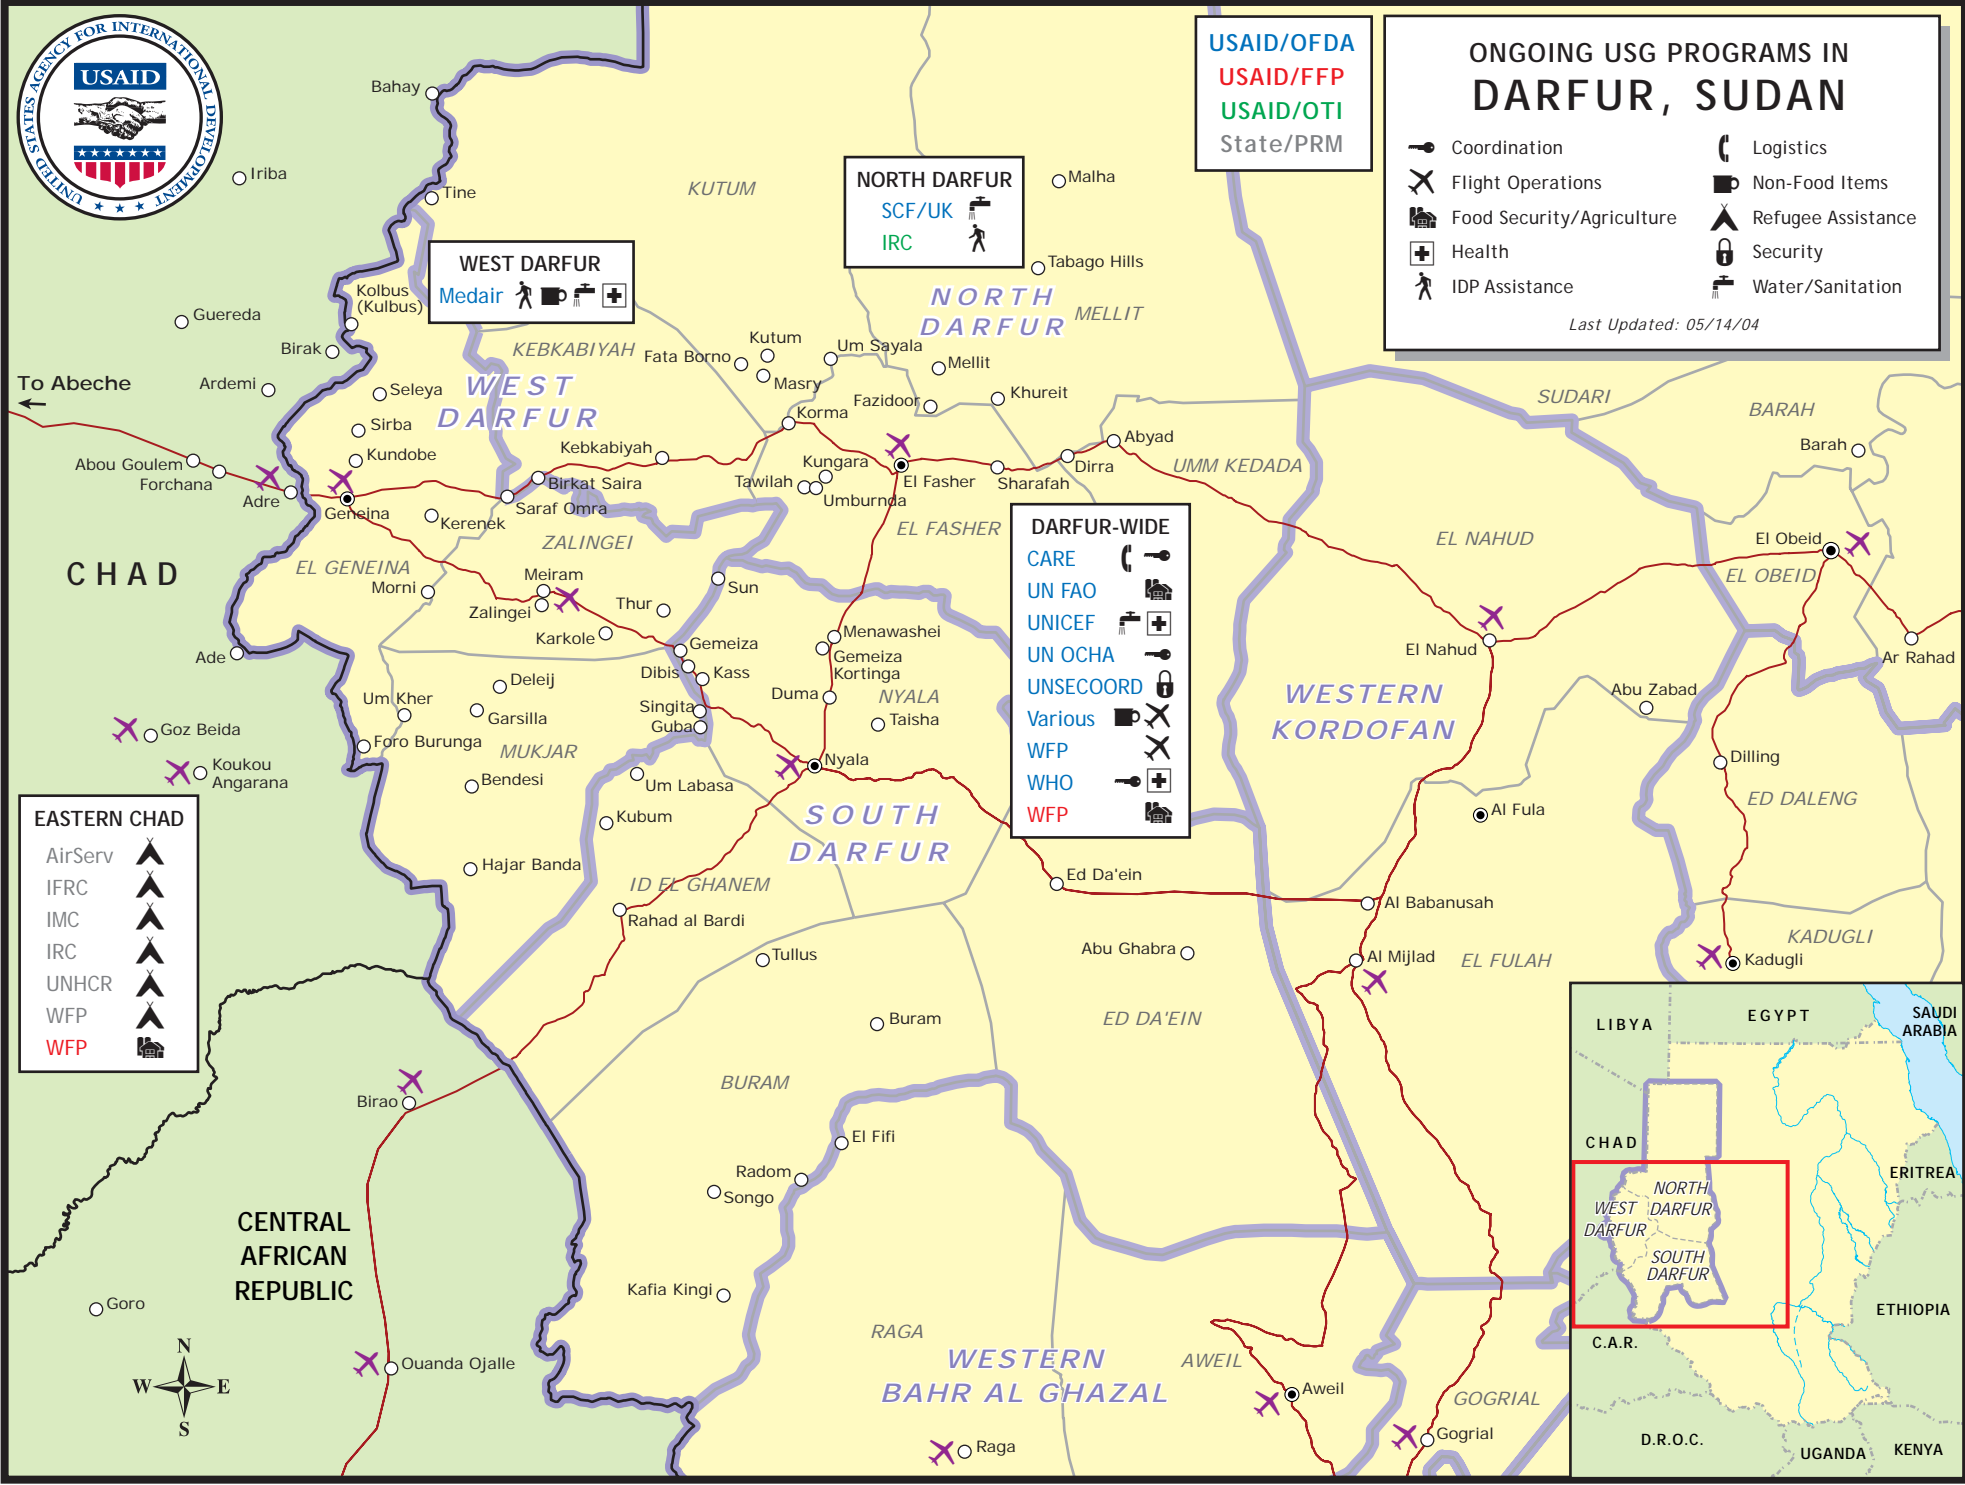 UNITED STATES AGENCY FOR INTERNATIONAL DEVELOPMENT
USAID
USAID/OFDA
USAID/FFP
USAID/OTI
State/PRM
ONGOING USG PROGRAMS IN
DARFUR, SUDAN
Coordination
Flight Operations
Food Security/Agriculture
Health
IDP Assistance
Logistics
Non-Food Items
Refugee Assistance
Security
Water/Sanitation
Last Updated: 05/14/04
NORTH DARFUR
SCF/UK
IRC
WEST DARFUR
Medair
DARFUR-WIDE
CARE
UN FAO
UNICEF
UN OCHA
UNSECOORD
Various
WFP
WHO
WFP
EASTERN CHAD
AirServ
IFRC
IMC
IRC
UNHCR
WFP
WFP
Bahay
Iriba
Tine
KUTUM
Malha
Tabago Hills
Kolbus
(Kulbus)
NORTH
DARFUR
MELLIT
Guereda
Birak
KEBKABIYAH
Fata Borno
Kutum
Masry
Um Sayala
Mellit
To Abeche
Ardemi
Seleya
WEST
DARFUR
Fazidoor
Khureit
SUDARI
BARAH
Barah
Sirba
Korma
Abyad
Kundobe
Kebkabiyah
Abou Goulem
Forchana
Adre
Geneina
Birkat Saira
Saraf Omra
Kerenek
Kungara
Tawilah
Umburnda
El Fasher
Sharafah
Dirra
UMM KEDADA
EL FASHER
ZALINGEI
EL NAHUD
El Obeid
EL OBEID
CHAD
EL GENEINA
Morni
Meiram
Zalingei
Thur
Sun
Karkole
Gemeiza
Menawashei
Gemeiza
Kortinga
El Nahud
Ar Rahad
Ade
Dibis
Kass
Deleij
Um Kher
Garsilla
Singita
Guba
Duma
NYALA
Taisha
WESTERN
KORDOFAN
Abu Zabad
Goz Beida
Foro Burunga
MUKJAR
Koukou
Angarana
Bendesi
Um Labasa
Nyala
Dilling
ED DALENG
Kubum
SOUTH
DARFUR
Al Fula
Hajar Banda
ID EL GHANEM
Ed Da'ein
Rahad al Bardi
Al Babanusah
Tullus
Abu Ghabra
Al Mijlad
EL FULAH
KADUGLI
Kadugli
Buram
ED DA'EIN
BURAM
Birao
El Fifi
Radom
Songo
CENTRAL
AFRICAN
REPUBLIC
Kafia Kingi
Goro
RAGA
WESTERN
BAHR AL GHAZAL
AWEIL
Aweil
Ouanda Ojalle
GOGRIAL
Gogrial
Raga
N
W
E
S
LIBYA
EGYPT
SAUDI
ARABIA
CHAD
ERITREA
NORTH
DARFUR
WEST
DARFUR
SOUTH
DARFUR
ETHIOPIA
C.A.R.
D.R.O.C.
UGANDA
KENYA